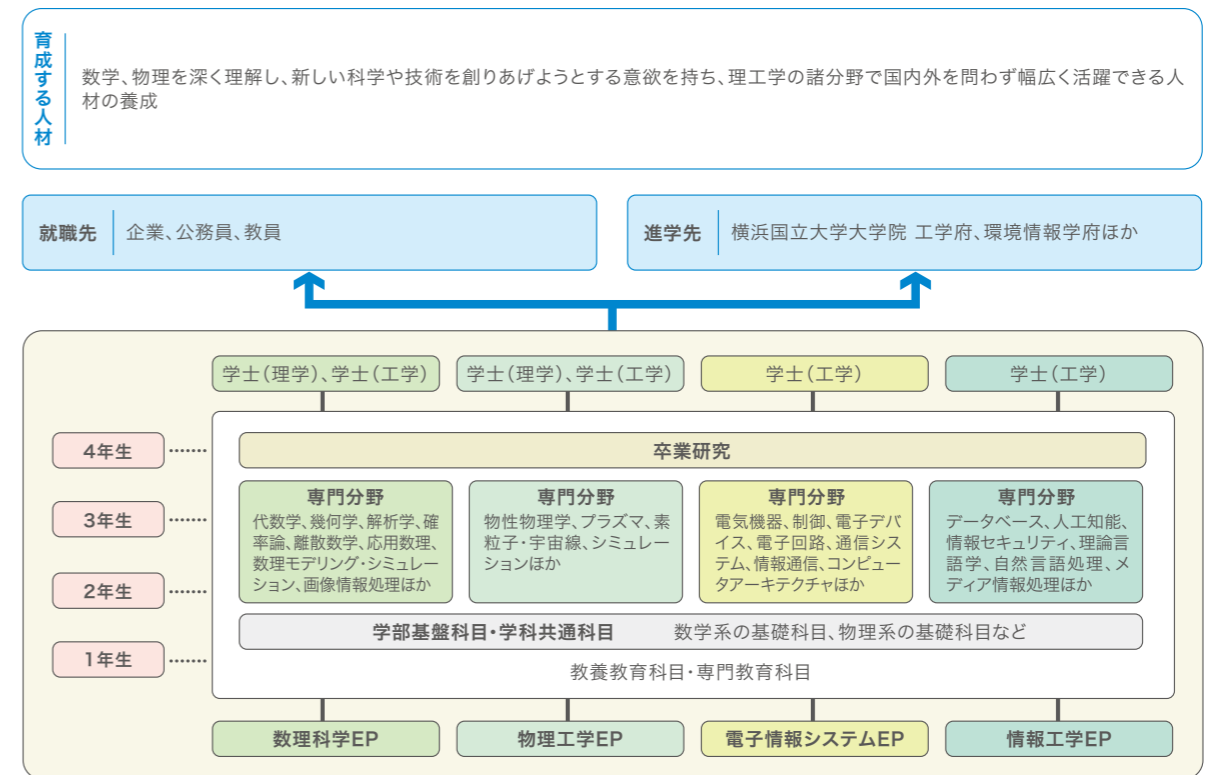 育成する人材
数学、物理を深く理解し、新しい科学や技術を創りあげようとする意欲を持ち、理工学の諸分野で国内外を問わず幅広く活躍できる人
材の養成
就職先
企業、公務員、教員
進学先
横浜国立大学大学院 工学府、環境情報学府ほか
学士（理学）、学士（工学）
学士（理学）、学士（工学）
学士（工学）
学士（工学）
4年生
卒業研究
3年生
2年生
専門分野
代数学、幾何学、解析学、確
率論、離散数学、応用数理、
数理モデリング・シミュレー
ション、画像情報処理ほか
専門分野
物性物理学、プラズマ、素
粒子・宇宙線、シミュレー
ションほか
専門分野
電気機器、制御、電子デバ
イス、電子回路、通信シス
テム、情報通信、コンピュー
タアーキテクチャほか
専門分野
データベース、人工知能、
情報セキュリティ、理論言
語学、自然言語処理、メ
ディア情報処理ほか
1年生
学部基盤科目・学科共通科目 数学系の基礎科目、物理系の基礎科目など
教養教育科目・専門教育科目
数理科学EP
物理工学EP
電子情報システムEP
情報工学EP